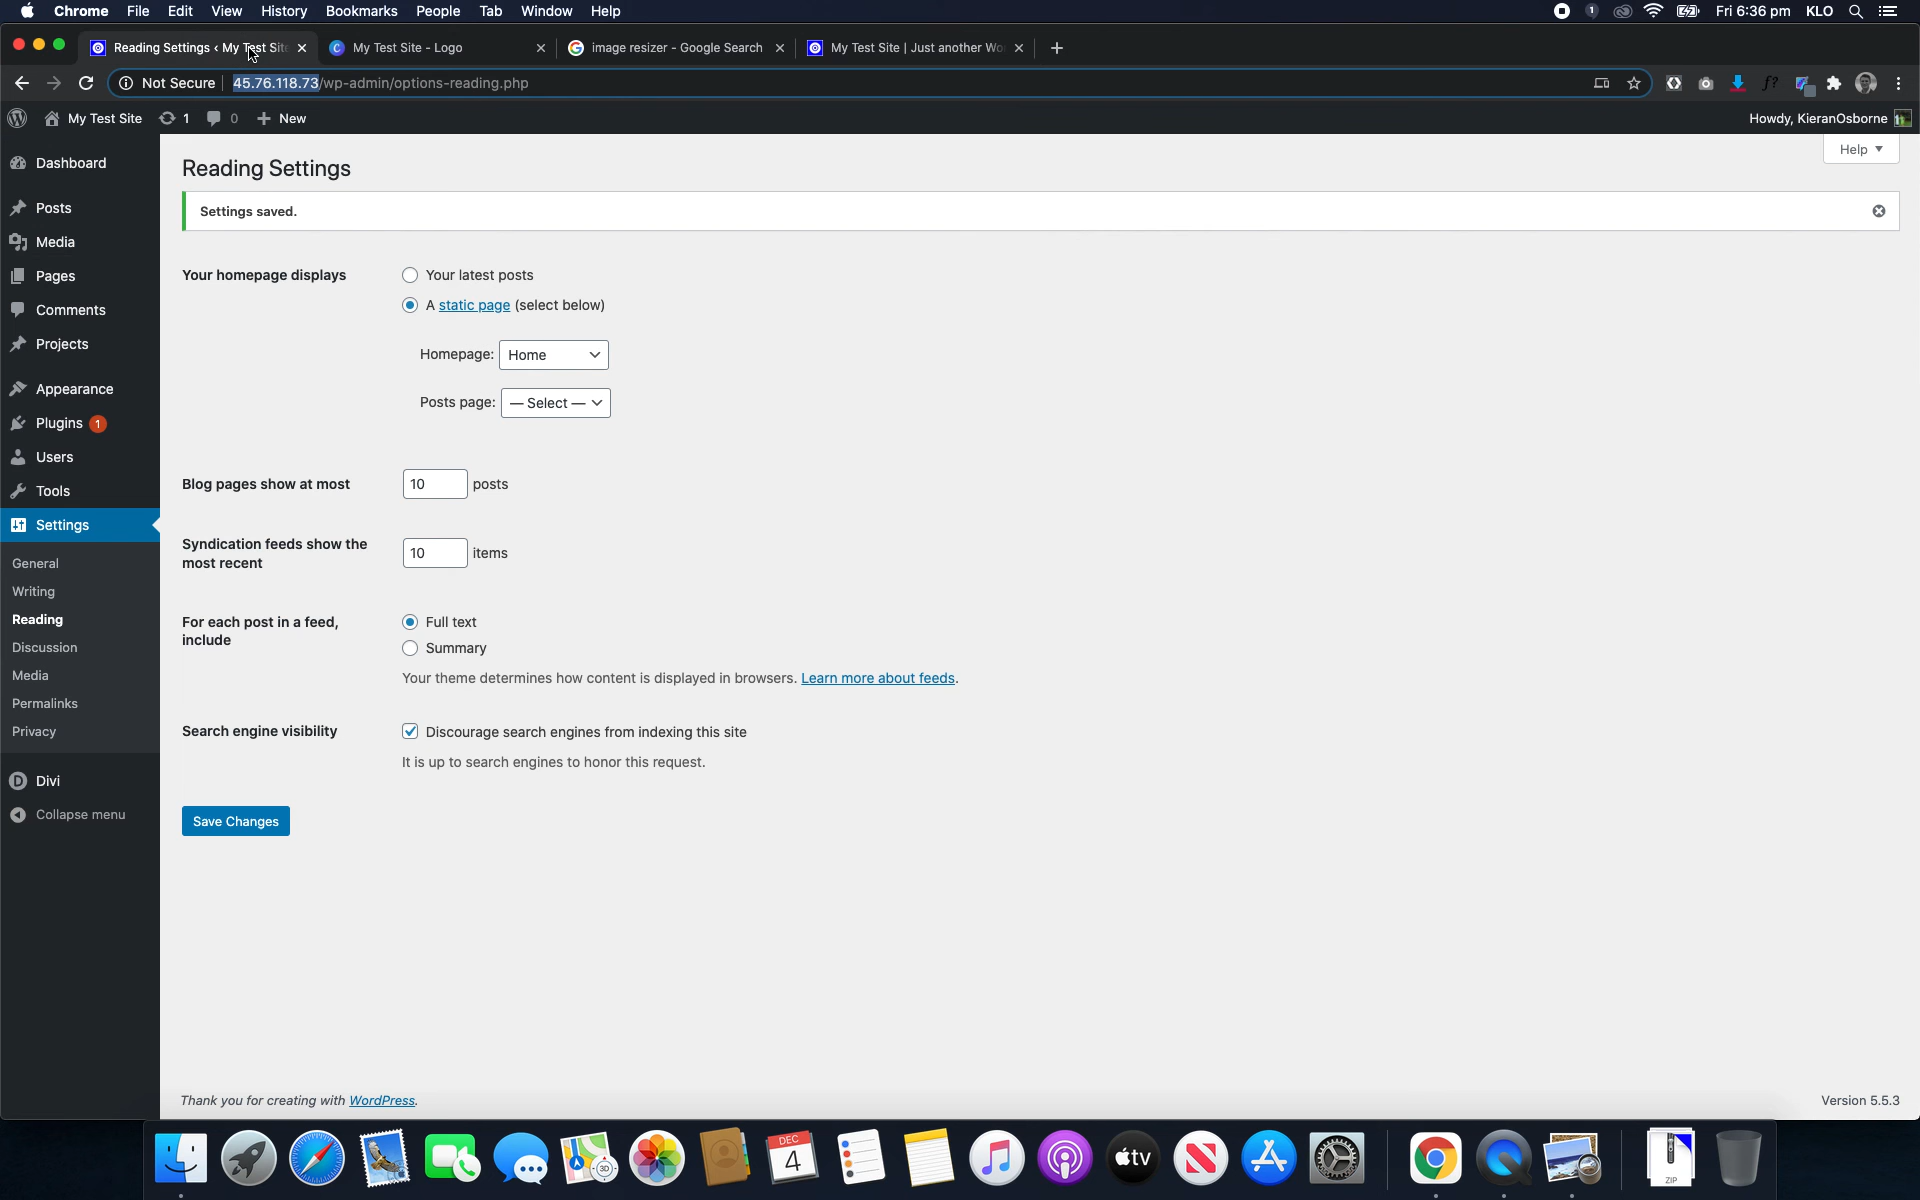 Chrome File Edit View History Bookmarks People Tab Window Help 1 Fri 6:36 pm KLO
Reading Settings ‹ My Test Site My Test Site - Logo image resizer - Google Search My Test Site | Just another Wo
Not Secure 45.76.118.73/wp-admin/options-reading.php f?
My Test Site 1 0 New Howdy, KieranOsborne
Help
Dashboard
Posts
Media
Pages
Comments
Projects
Appearance
Plugins 1
Users
Tools
Settings
General
Writing
Reading
Discussion
Media
Permalinks
Privacy
Divi
Collapse menu
Reading Settings
Settings saved.
Your homepage displays
Your latest posts
A static page (select below)
Homepage: Home
Posts page: — Select —
Blog pages show at most 10 posts
Syndication feeds show the most recent 10 items
For each post in a feed, include
Full text
Summary
Your theme determines how content is displayed in browsers. Learn more about feeds.
Search engine visibility Discourage search engines from indexing this site
It is up to search engines to honor this request.
Save Changes
Thank you for creating with WordPress. Version 5.5.3
3D
DEC
4
tv
ZIP